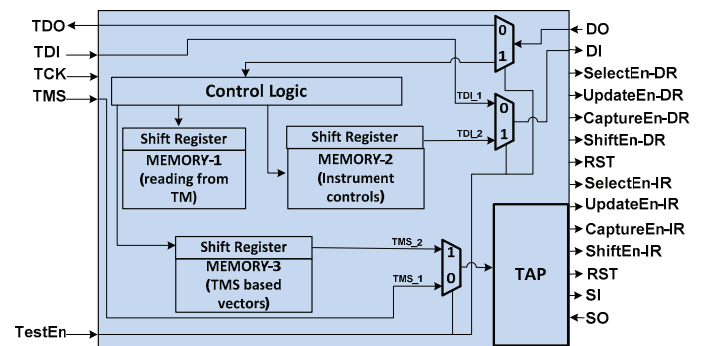 TDO
TDI
TCK
TMS
TestEn
0
1
Control Logic
TDI_1
0
TDI_2
1
Shift Register
MEMORY-1
(reading from
TM)
Shift Register
MEMORY-2
(Instrument
controls)
Shift Register
MEMORY-3
(TMS based
vectors)
TMS_2
1
TMS_1
0
TAP
DO
DI
SelectEn-DR
UpdateEn-DR
CaptureEn-DR
ShiftEn-DR
RST
SelectEn-IR
UpdateEn-IR
CaptureEn-IR
ShiftEn-IR
RST
SI
SO